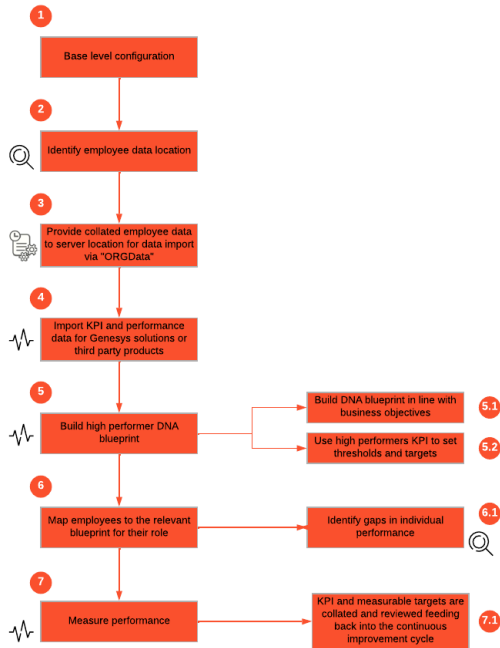 1
Base level configuration
2
Identify employee data location
3
Provide collated employee data
to server location for data import
via "ORGData"
4
Import KPI and performance
data for Genesys solutions or
third party products
5
Build high performer DNA
blueprint
Build DNA blueprint in line with
business objectives
5.1
Use high performers KPI to set
thresholds and targets
5.2
6
Map employees to the relevant
blueprint for their role
Identify gaps in individual
performance
6.1
7
Measure performance
KPI and measurable targets are
collated and reviewed feeding
back into the continuous
improvement cycle
7.1